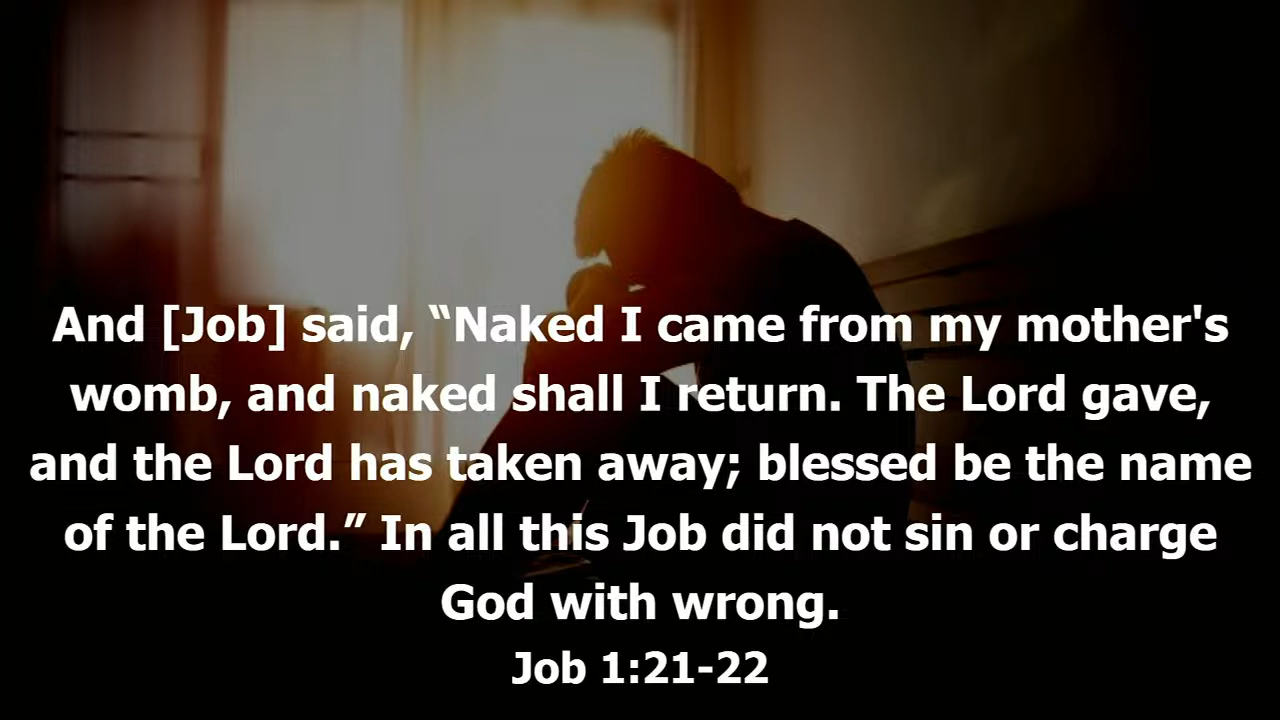 And [Job] said, “Naked I came from my mother's
womb, and naked shall I return. The Lord gave,
and the Lord has taken away; blessed be the name
of the Lord.” In all this Job did not sin or charge
God with wrong.
Job 1:21-22